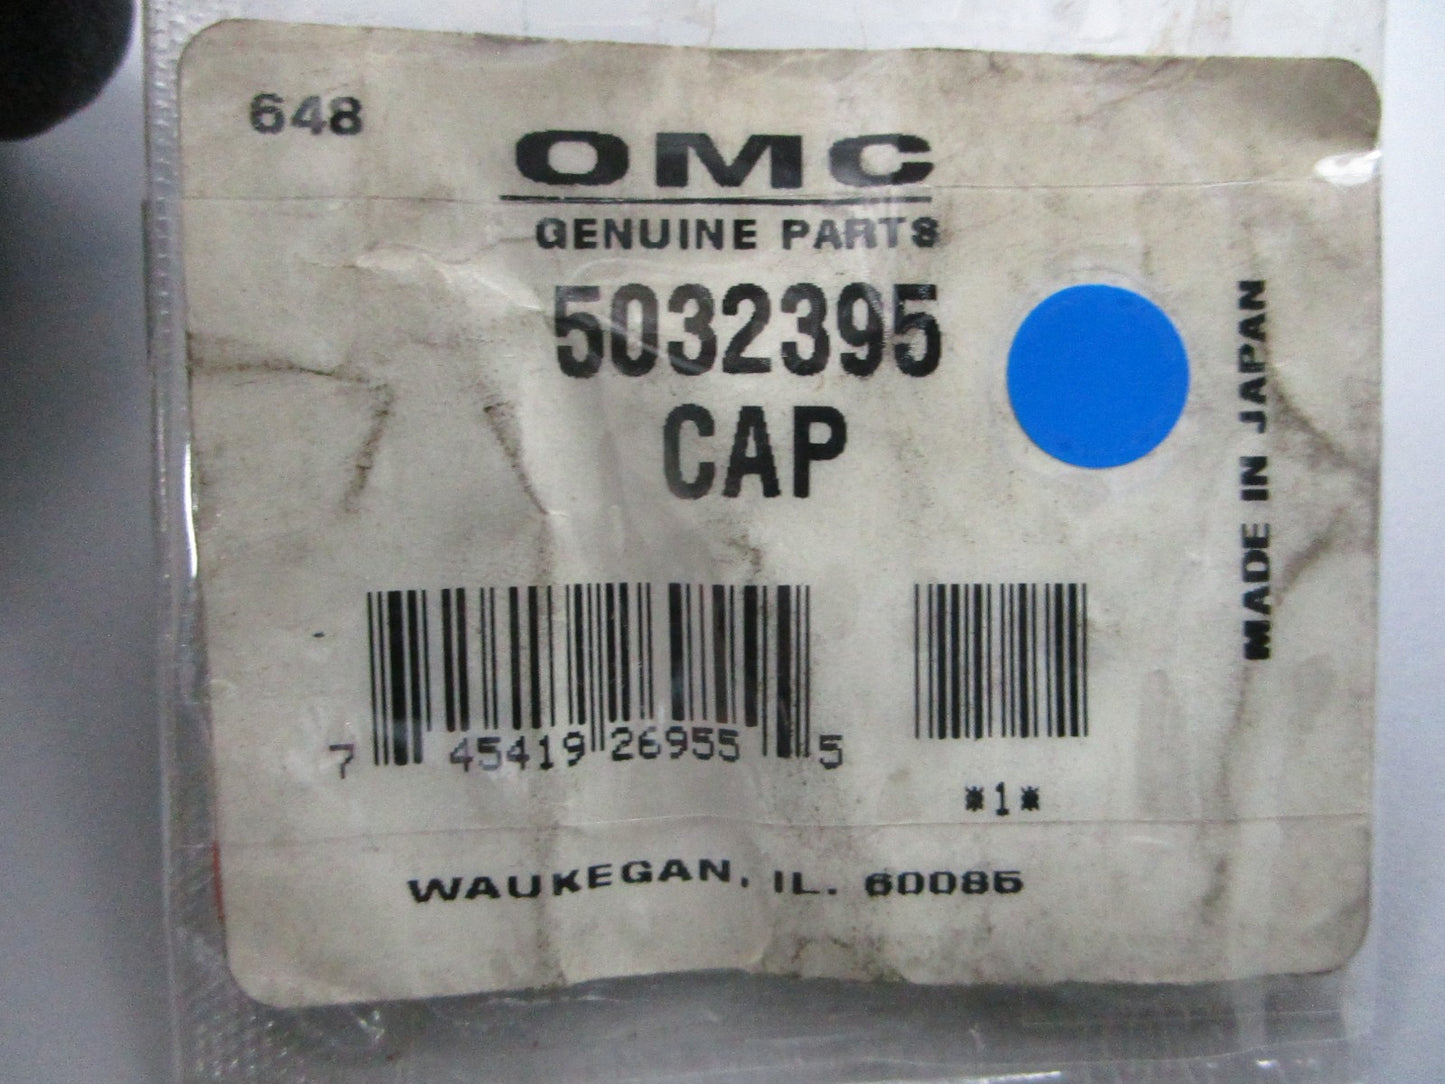 648
OMC
GENUINE PARTS
5032395
CAP
MADE IN JAPAN
7 45419 26955 5
*1*
WAUKEGAN, IL. 60085